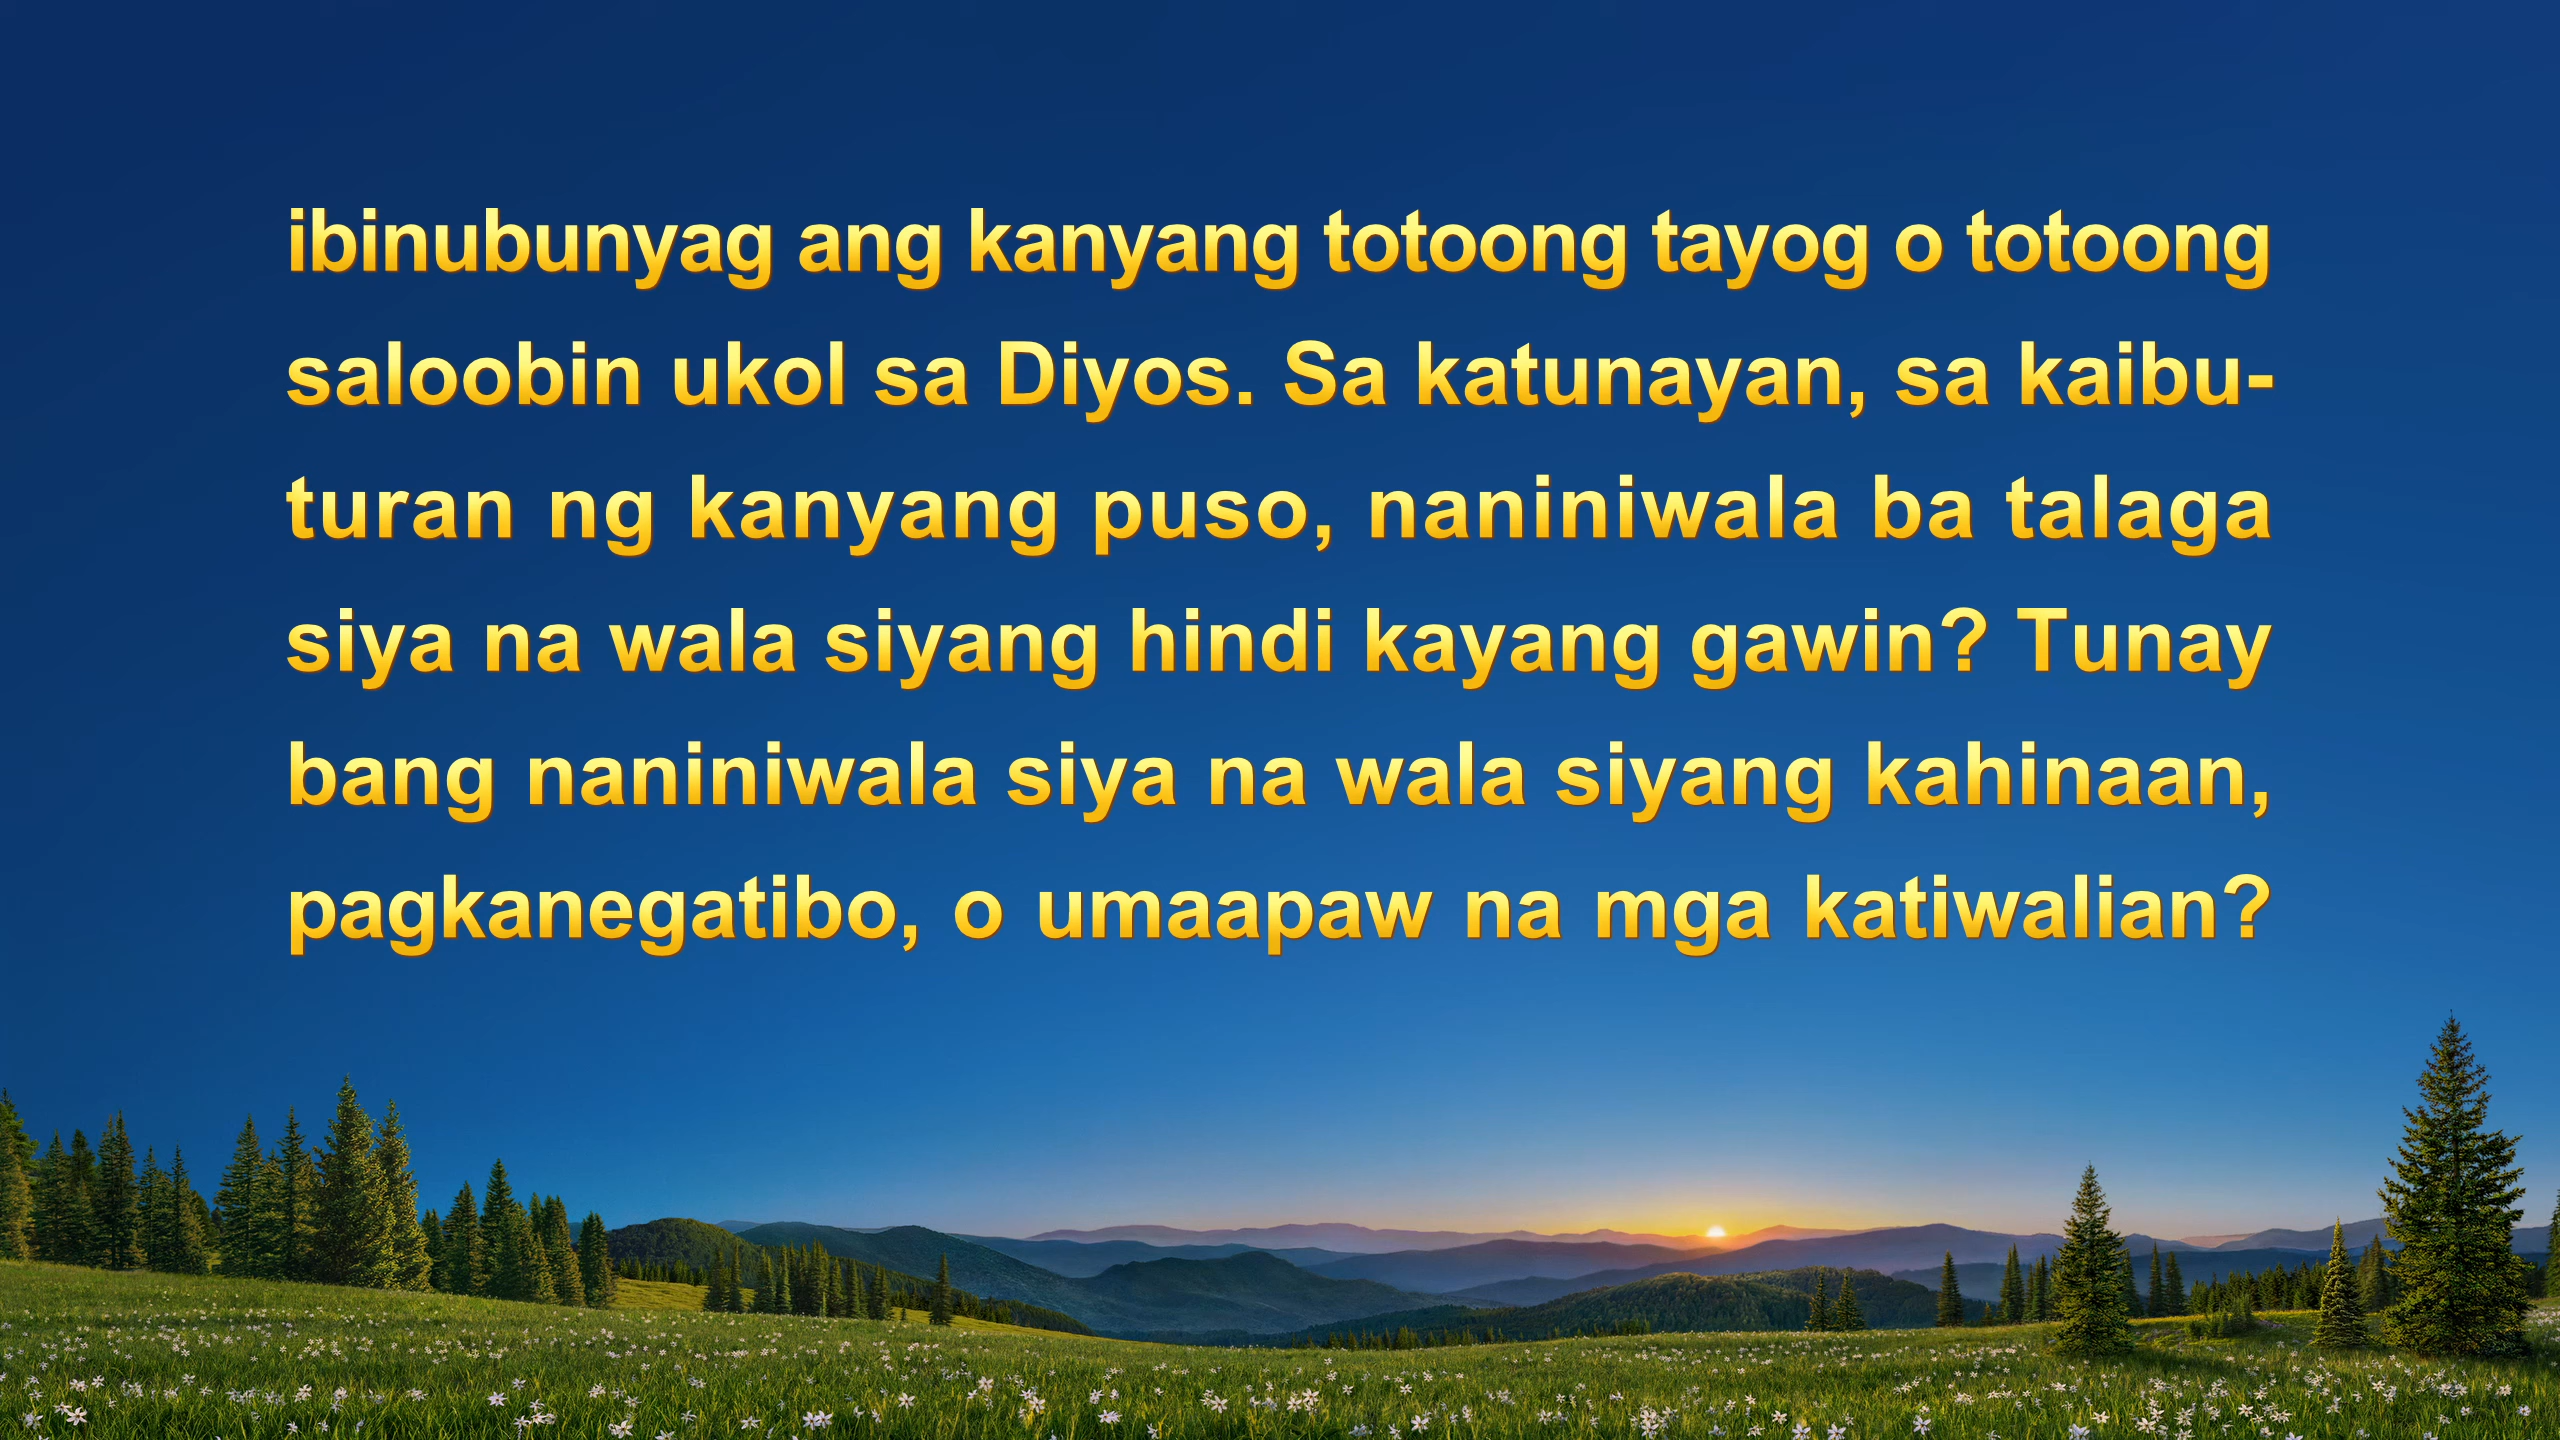 ibinubunyag ang kanyang totoong tayog o totoong
saloobin ukol sa Diyos. Sa katunayan, sa kaibu-
turan ng kanyang puso, naniniwala ba talaga
siya na wala siyang hindi kayang gawin? Tunay
bang naniniwala siya na wala siyang kahinaan,
pagkanegatibo, o umaapaw na mga katiwalian?